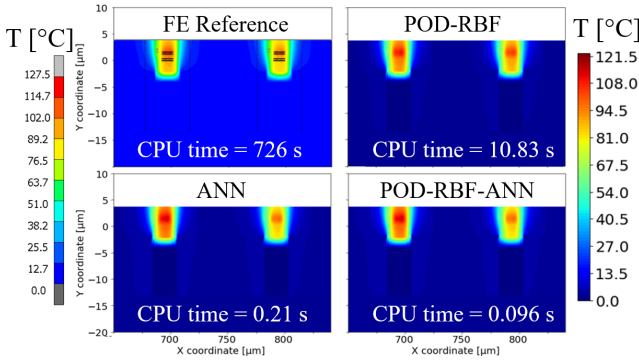 T [°C]
127.5
114.7
102.0
89.2
76.5
63.7
51.0
38.2
25.5
12.7
0.0
Y coordinate [µm]
10
5
0
−5
−10
−15
FE Reference
CPU time = 726 s
POD-RBF
CPU time = 10.83 s
T [°C]
121.5
108.0
94.5
81.0
67.5
54.0
40.5
27.0
13.5
0.0
Y coordinate [µm]
10
5
0
−5
−10
−15
−20
ANN
CPU time = 0.21 s
700
800
X coordinate [µm]
POD-RBF-ANN
CPU time = 0.096 s
700
800
X coordinate [µm]